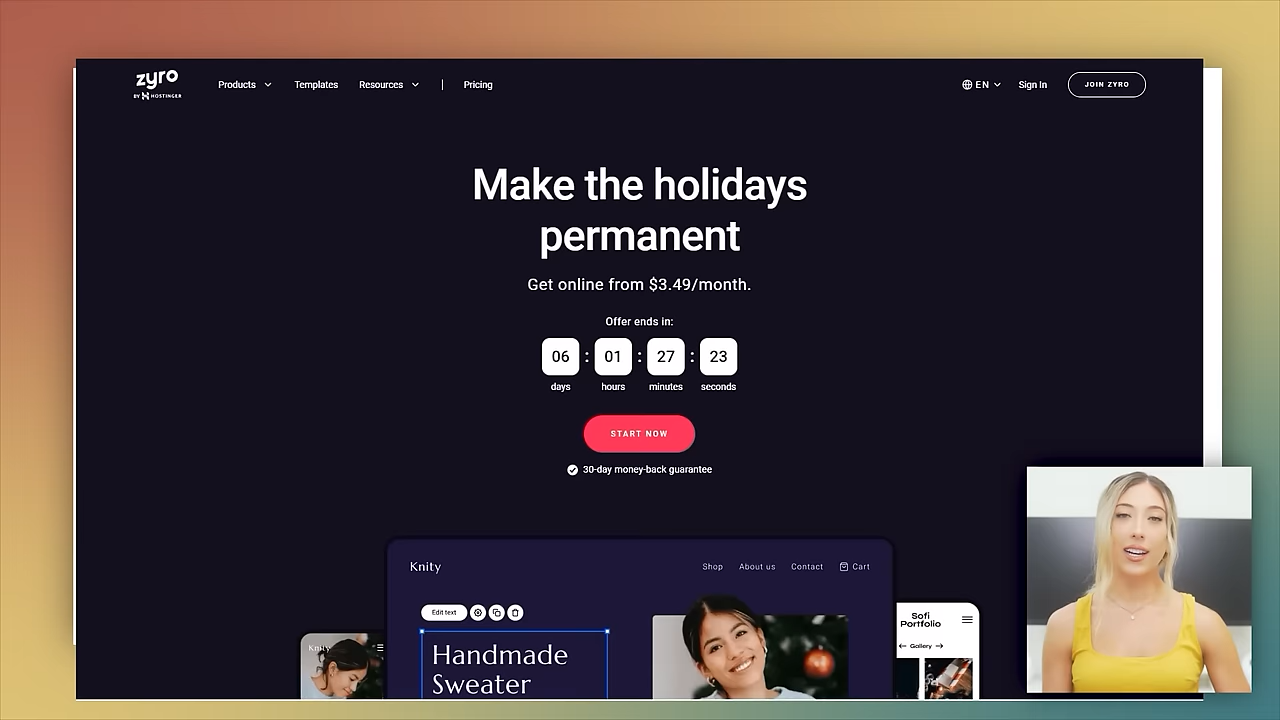 zyro
BY HOSTINGER
Products
Templates
Resources
Pricing
EN
Sign In
JOIN ZYRO
Make the holidays
permanent
Get online from $3.49/month.
Offer ends in:
06 : 01 : 27 : 23
days hours minutes seconds
START NOW
30-day money-back guarantee
Knity
Shop
About us
Contact
Cart
Edit text
Handmade
Sweater
Knity
Sofi
Portfolio
Gallery